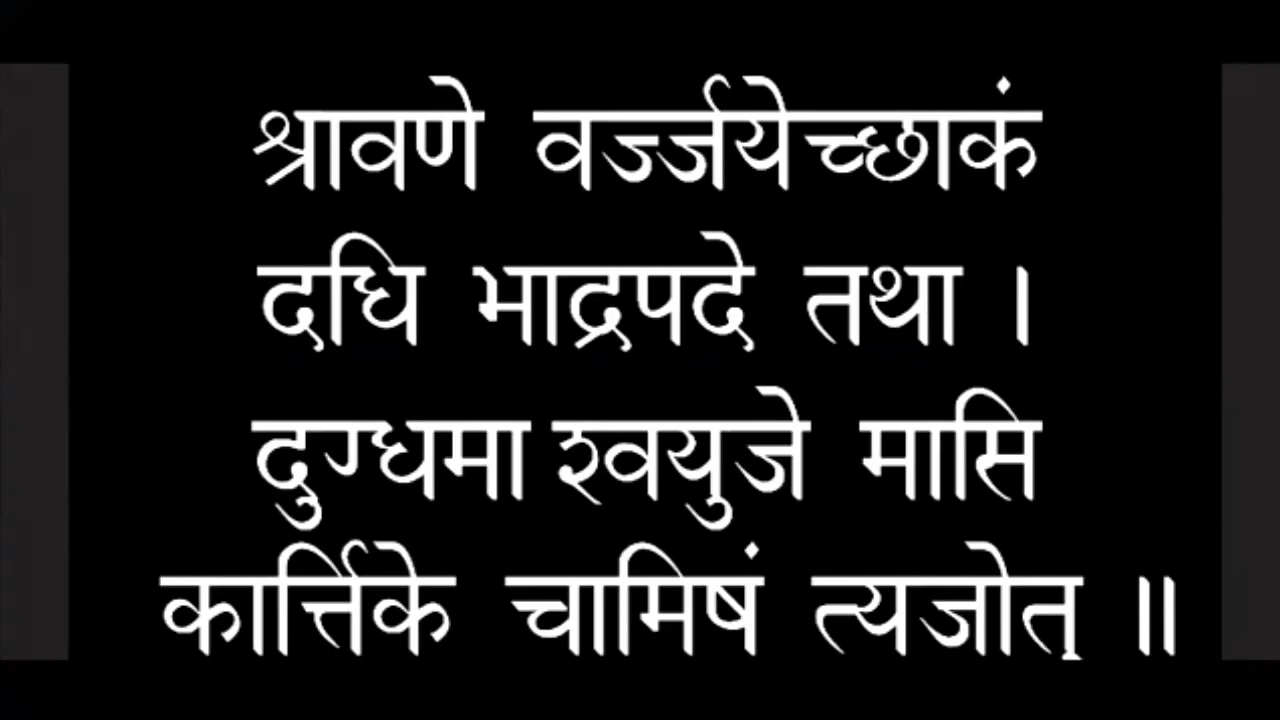 श्रावणे वर्ज्जयेच्छाकं
दधि भाद्रपदे तथा ।
दुग्धमा श्वयुजे मासि
कार्त्तिके चामिषं त्यजोत् ॥